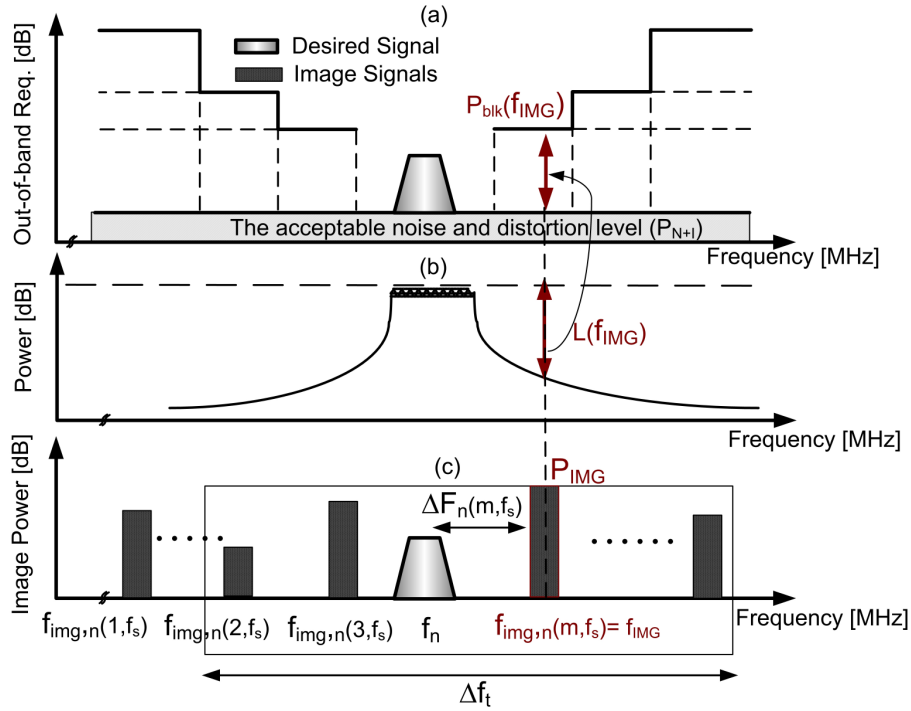 (a)
Out-of-band Req. [dB]
Desired Signal
Image Signals
P_blk(f_IMG)
The acceptable noise and distortion level (P_N+I)
Frequency [MHz]
(b)
Power [dB]
L(f_IMG)
Frequency [MHz]
(c)
Image Power [dB]
P_IMG
ΔF_n(m,f_s)
Frequency [MHz]
f_img,n(1,f_s)
f_img,n(2,f_s)
f_img,n(3,f_s)
f_n
f_img,n(m,f_s)= f_IMG
Δf_t